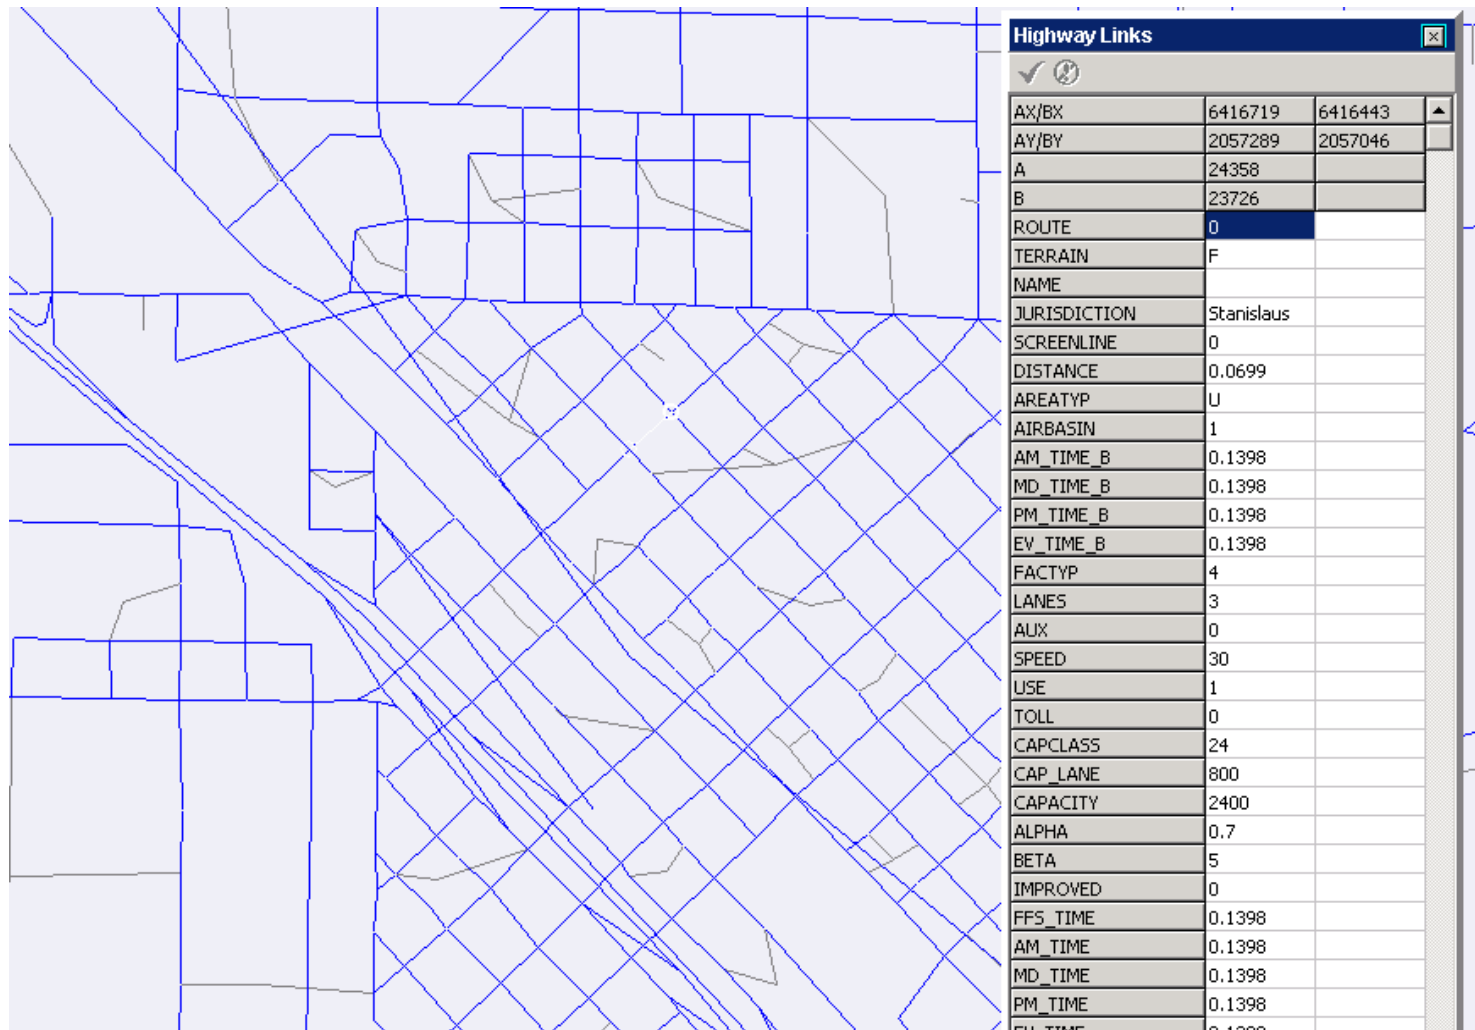 Highway Links
AX/BX 6416719 6416443
AY/BY 2057289 2057046
A 24358
B 23726
ROUTE 0
TERRAIN F
NAME
JURISDICTION Stanislaus
SCREENLINE 0
DISTANCE 0.0699
AREATYP U
AIRBASIN 1
AM_TIME_B 0.1398
MD_TIME_B 0.1398
PM_TIME_B 0.1398
EV_TIME_B 0.1398
FACTYP 4
LANES 3
AUX 0
SPEED 30
USE 1
TOLL 0
CAPCLASS 24
CAP_LANE 800
CAPACITY 2400
ALPHA 0.7
BETA 5
IMPROVED 0
FFS_TIME 0.1398
AM_TIME 0.1398
MD_TIME 0.1398
PM_TIME 0.1398